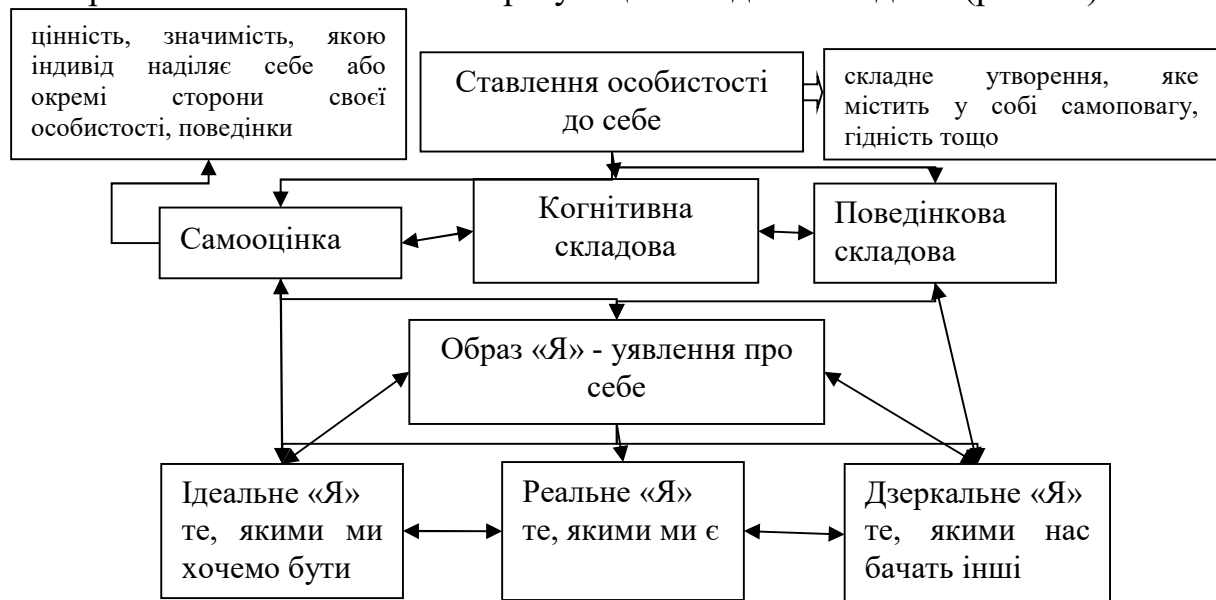 цінність, значимість, якою
індивід наділяє себе або
окремі сторони своєї
особистості, поведінки
Ставлення особистості
до себе
складне утворення, яке
містить у собі самоповагу,
гідність тощо
Самооцінка
Когнітивна
складова
Поведінкова
складова
Образ «Я» - уявлення про
себе
Ідеальне «Я»
те, якими ми
хочемо бути
Реальне «Я»
те, якими ми є
Дзеркальне «Я»
те, якими нас
бачать інші